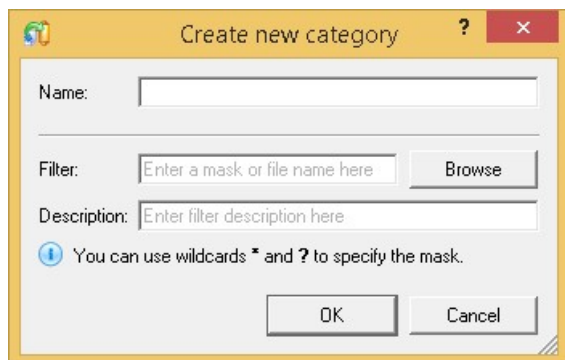 Create new category ?
Name:
Filter: Enter a mask or file name here Browse
Description: Enter filter description here
You can use wildcards * and ? to specify the mask.
OK Cancel